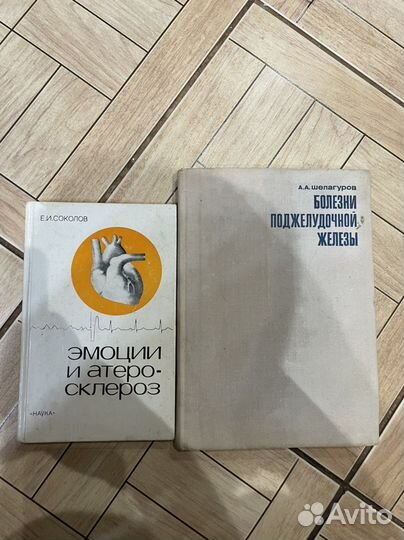 Е.И.СОКОЛОВ
ЭМОЦИИ
И АТЕРО-
СКЛЕРОЗ
«НАУКА»
А.А.Шелагуров
БОЛЕЗНИ
ПОДЖЕЛУДОЧНОЙ
ЖЕЛЕЗЫ
Avito